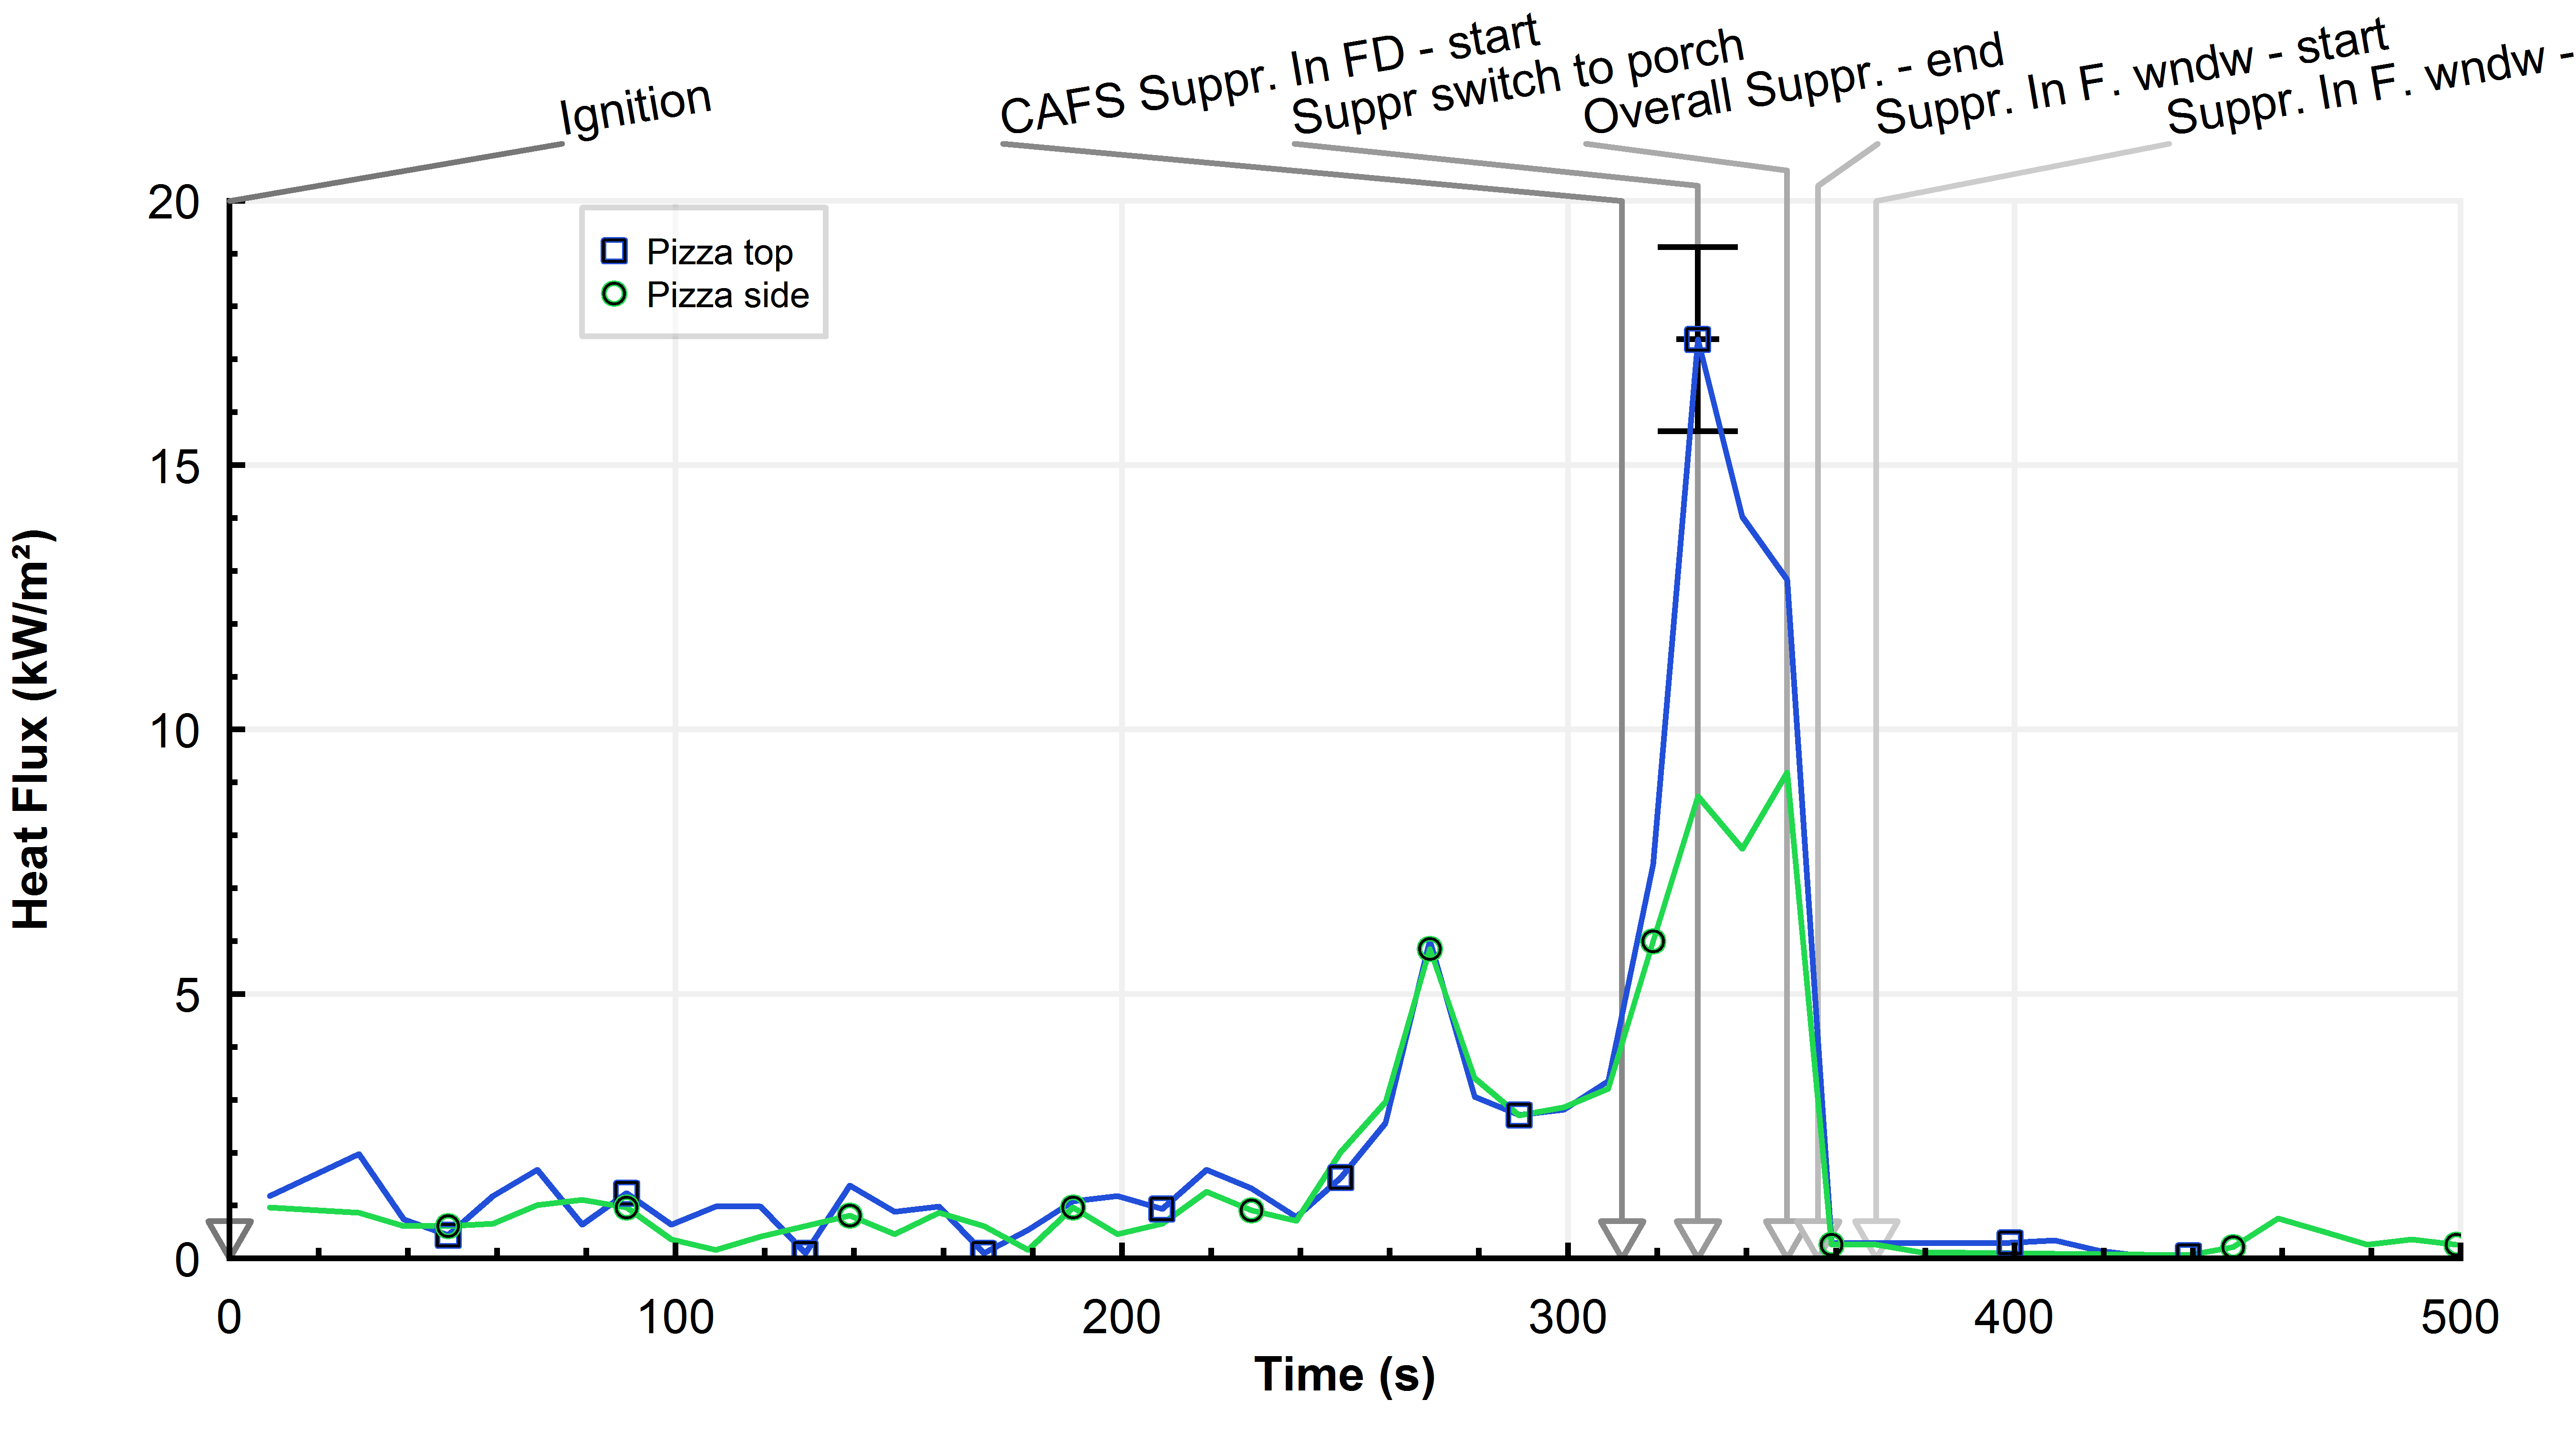 Ignition
CAFS Suppr. In FD - start
Suppr switch to porch
Overall Suppr. - end
Suppr. In F. wndw - start
Suppr. In F. wndw -
20
15
10
5
0
Pizza top
Pizza side
Heat Flux (kW/m²)
0 100 200 300 400 500
Time (s)